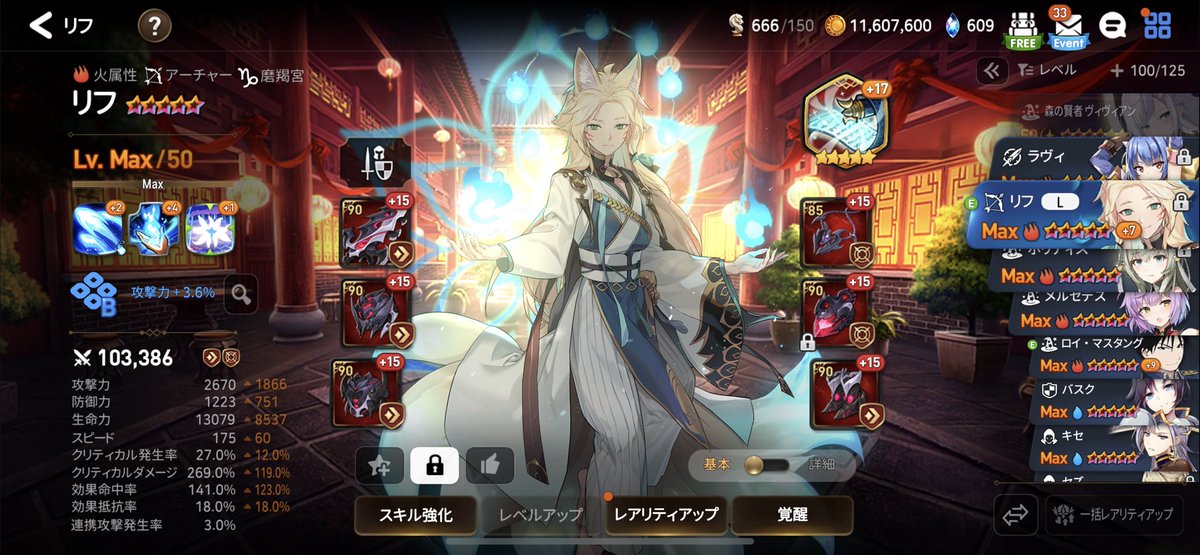 リフ
?
666/150
11,607,600
609
FREE
33
Event
火属性 アーチャー 磨羯宮
リフ
Lv. Max/50
Max
+2 +4 +1
B 攻撃力+3.6%
103,386
攻撃力 2670 1866
防御力 1223 751
生命力 13079 8537
スピード 175 60
クリティカル発生率 27.0% 12.0%
クリティカルダメージ 269.0% 119.0%
効果命中率 141.0% 123.0%
効果抵抗率 18.0% 18.0%
連携攻撃発生率 3.0%
90 +15
90 +15
90 +15
+17
85 +15
90 +15
90 +15
基本 詳細
スキル強化
レベルアップ
レアリティアップ
覚醒
レベル
+ 100/125
森の賢者 ヴィヴィアン
ラヴィ
E リフ L
Max +7
Max
メルセデス
Max
E ロイ・マスタング
Max +9
バスク
Max
キセ
Max
一括レアリティアップ